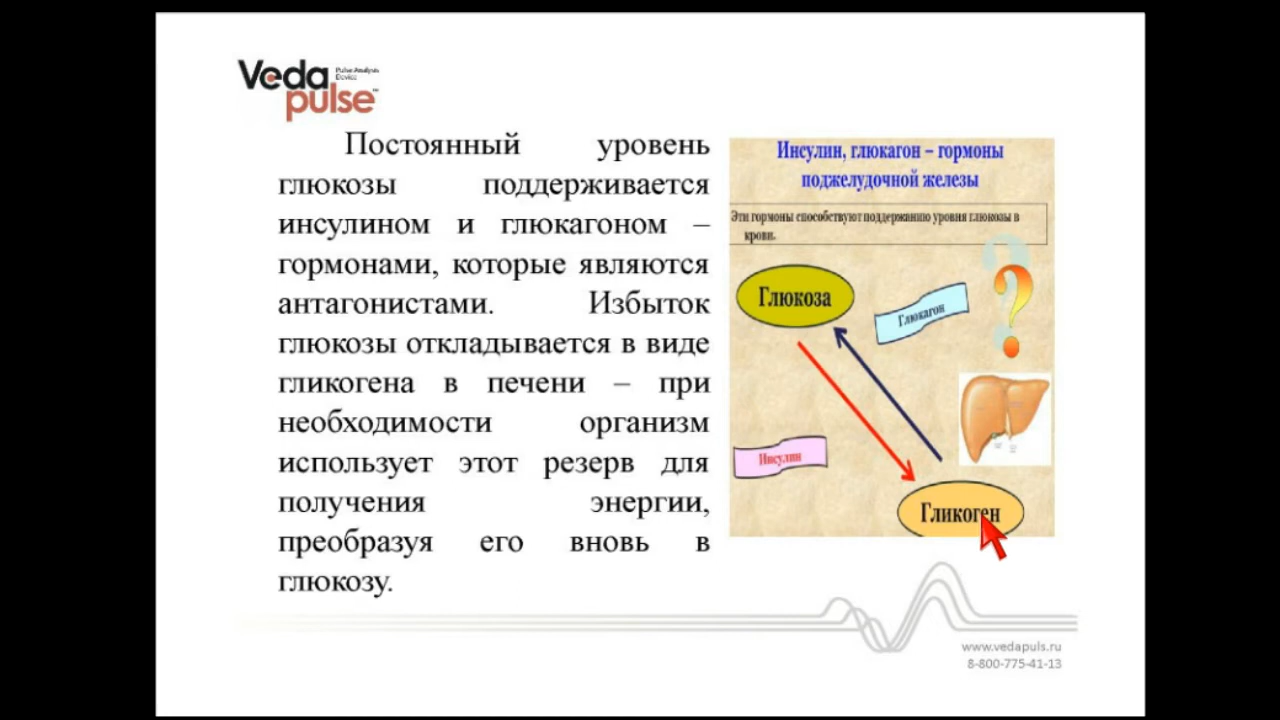 Veda
Pulse Analysis
Device
pulse™
Постоянный уровень
глюкозы поддерживается
инсулином и глюкагоном –
гормонами, которые являются
антагонистами. Избыток
глюкозы откладывается в виде
гликогена в печени – при
необходимости организм
использует этот резерв для
получения энергии,
преобразуя его вновь в
глюкозу.
Инсулин, глюкагон – гормоны
поджелудочной железы
Эти гормоны способствуют поддержанию уровня глюкозы в
крови.
Глюкоза
Глюкагон
?
Инсулин
Гликоген
www.vedapuls.ru
8-800-775-41-13